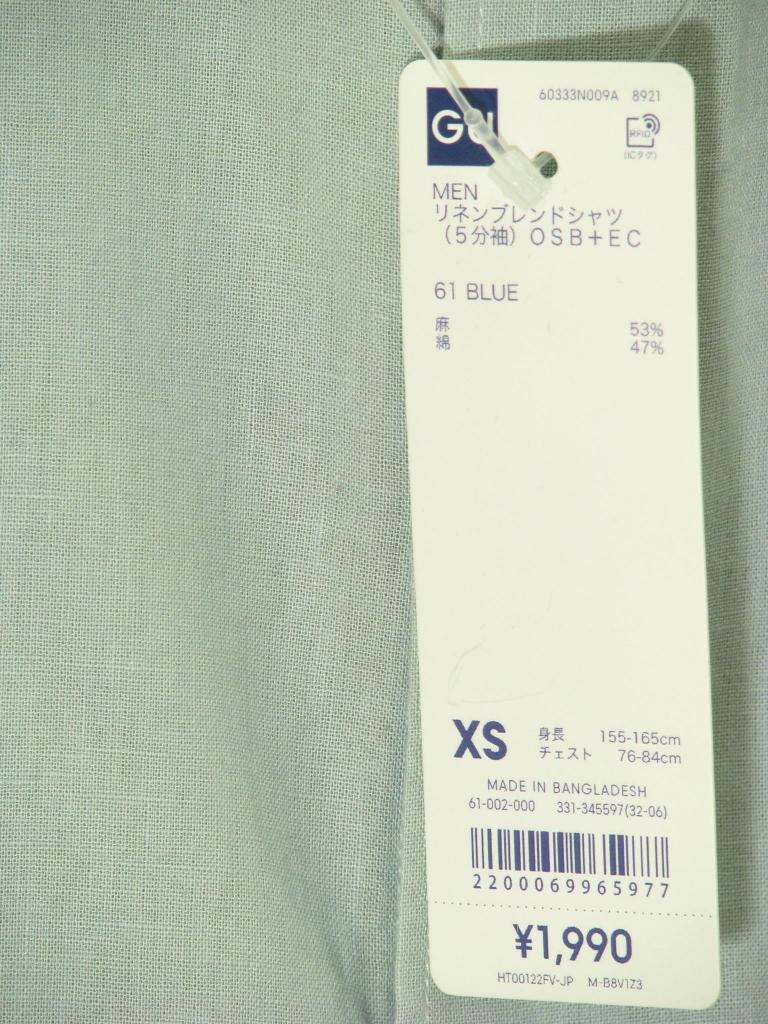 60333N009A 8921
GU
RFID
(ICタグ)
MEN
リネンブレンドシャツ
(5分袖) OSB+EC
61 BLUE
麻 53%
綿 47%
XS 身長 155-165cm
チェスト 76-84cm
MADE IN BANGLADESH
61-002-000 331-345597(32-06)
2200069965977
¥1,990
HT00122FV-JP M-B8V1Z3